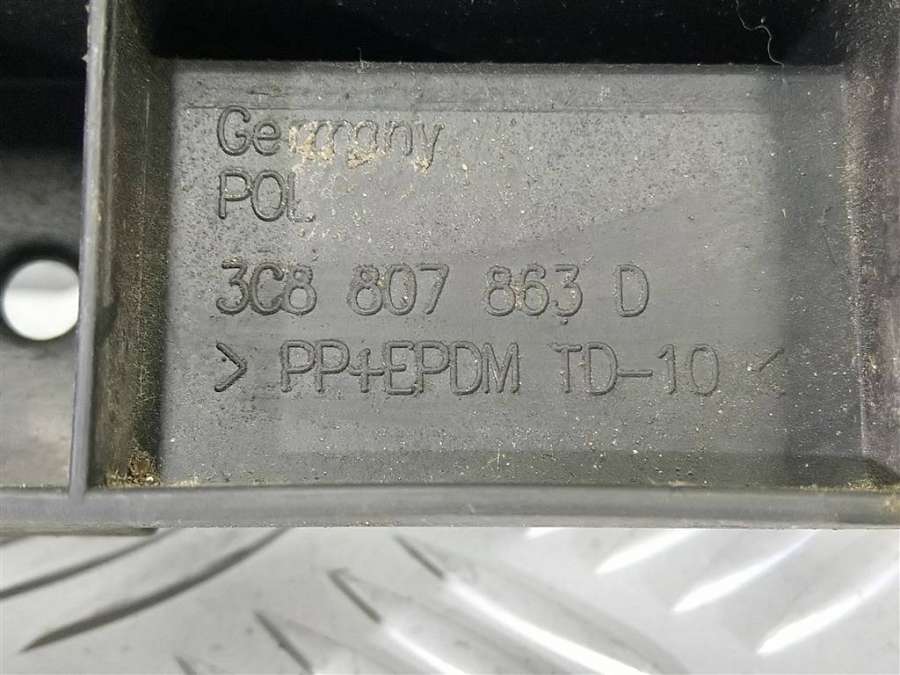 Germany
POL
3C8 807 863 D
> PP+EPDM TD-10 <